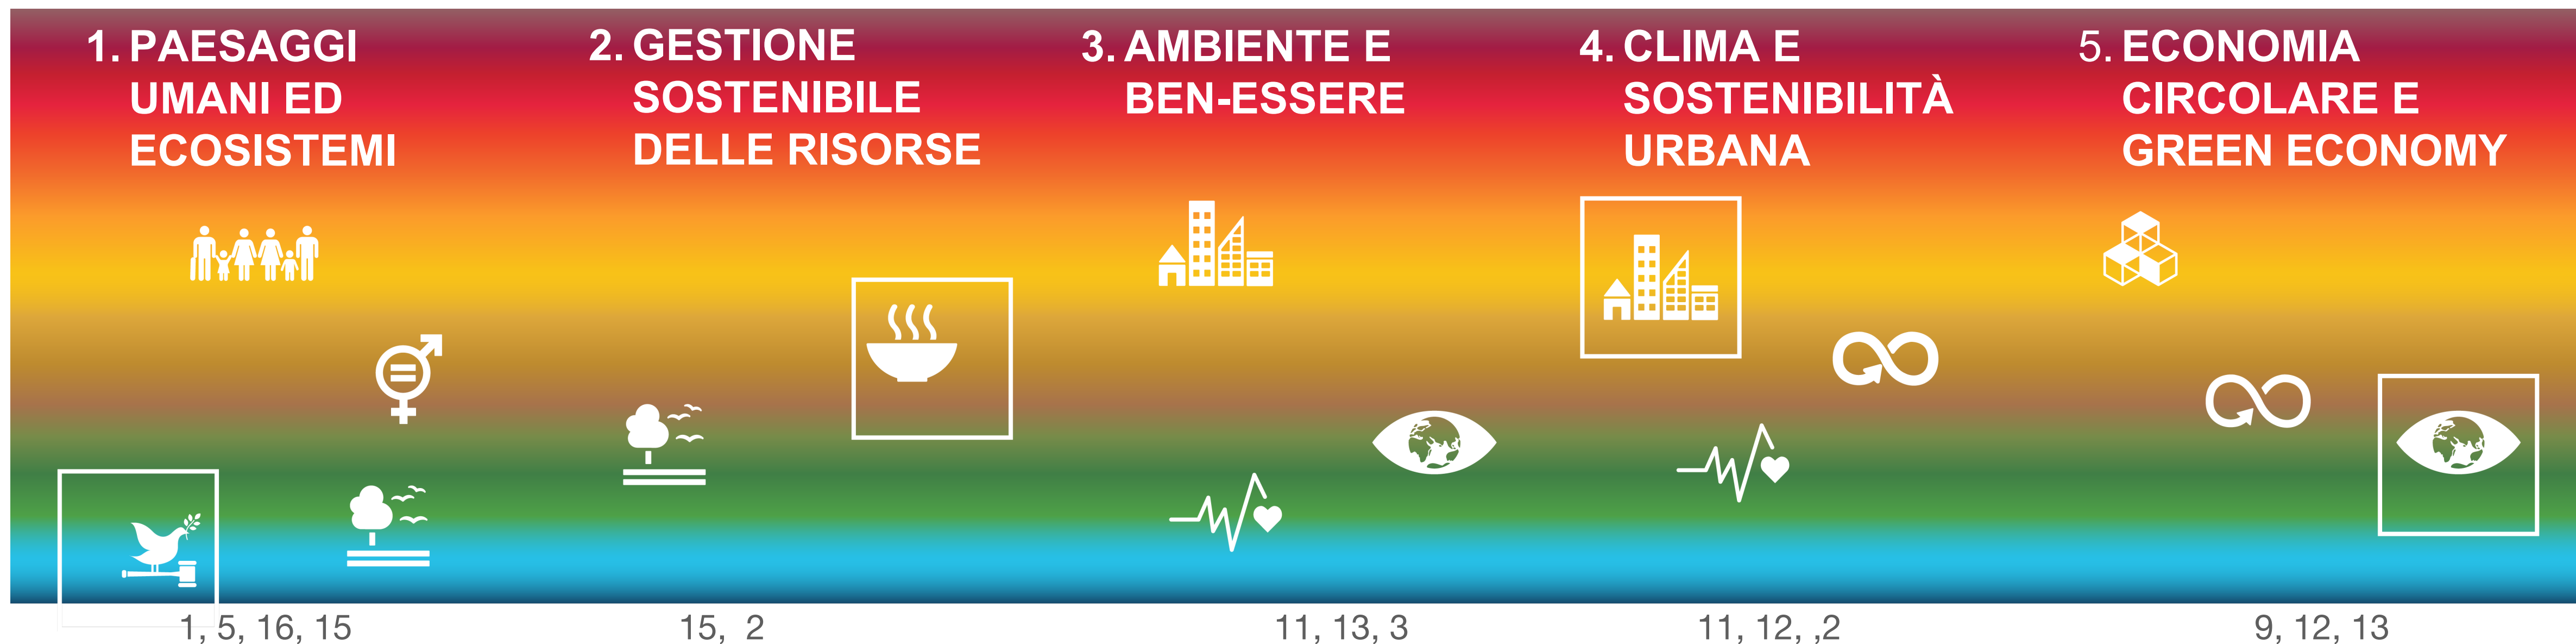 1. PAESAGGI
UMANI ED
ECOSISTEMI
2. GESTIONE
SOSTENIBILE
DELLE RISORSE
3. AMBIENTE E
BEN-ESSERE
4. CLIMA E
SOSTENIBILITÀ
URBANA
5. ECONOMIA
CIRCOLARE E
GREEN ECONOMY
1, 5, 16, 15
15, 2
11, 13, 3
11, 12, ,2
9, 12, 13